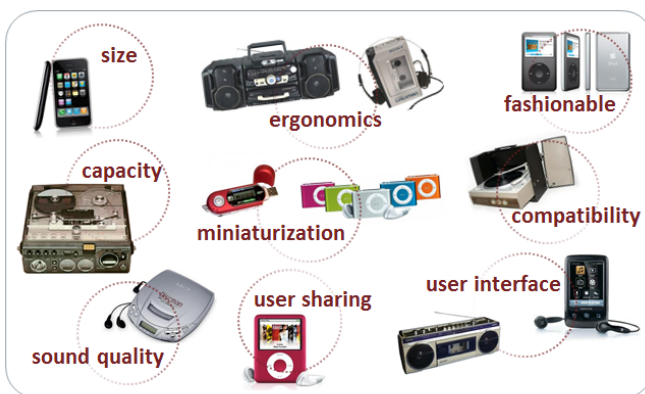 size
ergonomics
fashionable
capacity
miniaturization
compatibility
sound quality
user sharing
user interface